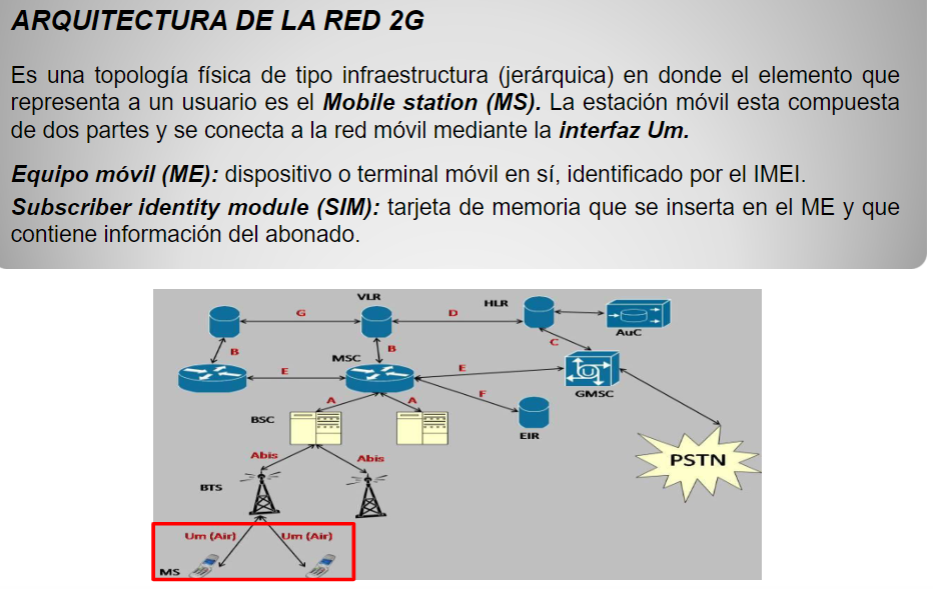 ARQUITECTURA DE LA RED 2G
Es una topología física de tipo infraestructura (jerárquica) en donde el elemento que
representa a un usuario es el Mobile station (MS). La estación móvil esta compuesta
de dos partes y se conecta a la red móvil mediante la interfaz Um.
Equipo móvil (ME): dispositivo o terminal móvil en sí, identificado por el IMEI.
Subscriber identity module (SIM): tarjeta de memoria que se inserta en el ME y que
contiene información del abonado.
VLR
HLR
G
D
AuC
B
B
C
MSC
E
E
U
GMSC
F
A
A
BSC
EIR
Abis
Abis
PSTN
BTS
Um (Air)
Um (Air)
MS